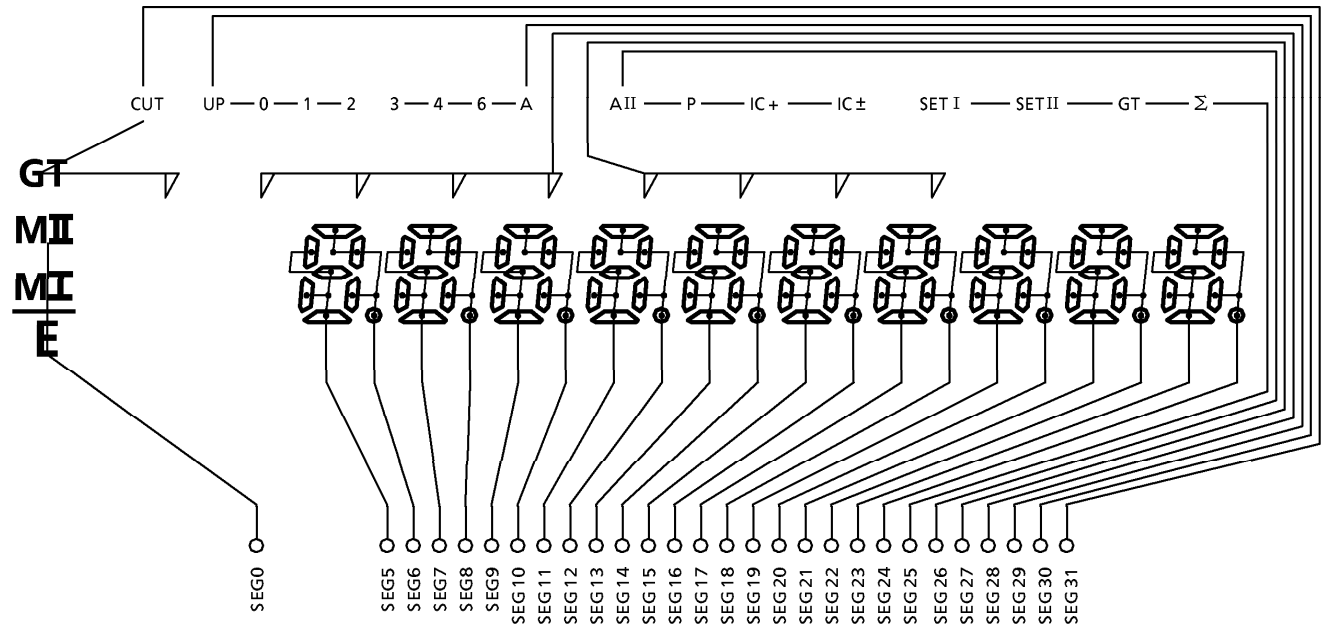 CUT UP 0 1 2 3 4 6 A AII P IC+ IC± SET I SET II GT Σ
GT
MII
MI
E
SEG0 SEG5 SEG6 SEG7 SEG8 SEG9 SEG10 SEG11 SEG12 SEG13 SEG14 SEG15 SEG16 SEG17 SEG18 SEG19 SEG20 SEG21 SEG22 SEG23 SEG24 SEG25 SEG26 SEG27 SEG28 SEG29 SEG30 SEG31